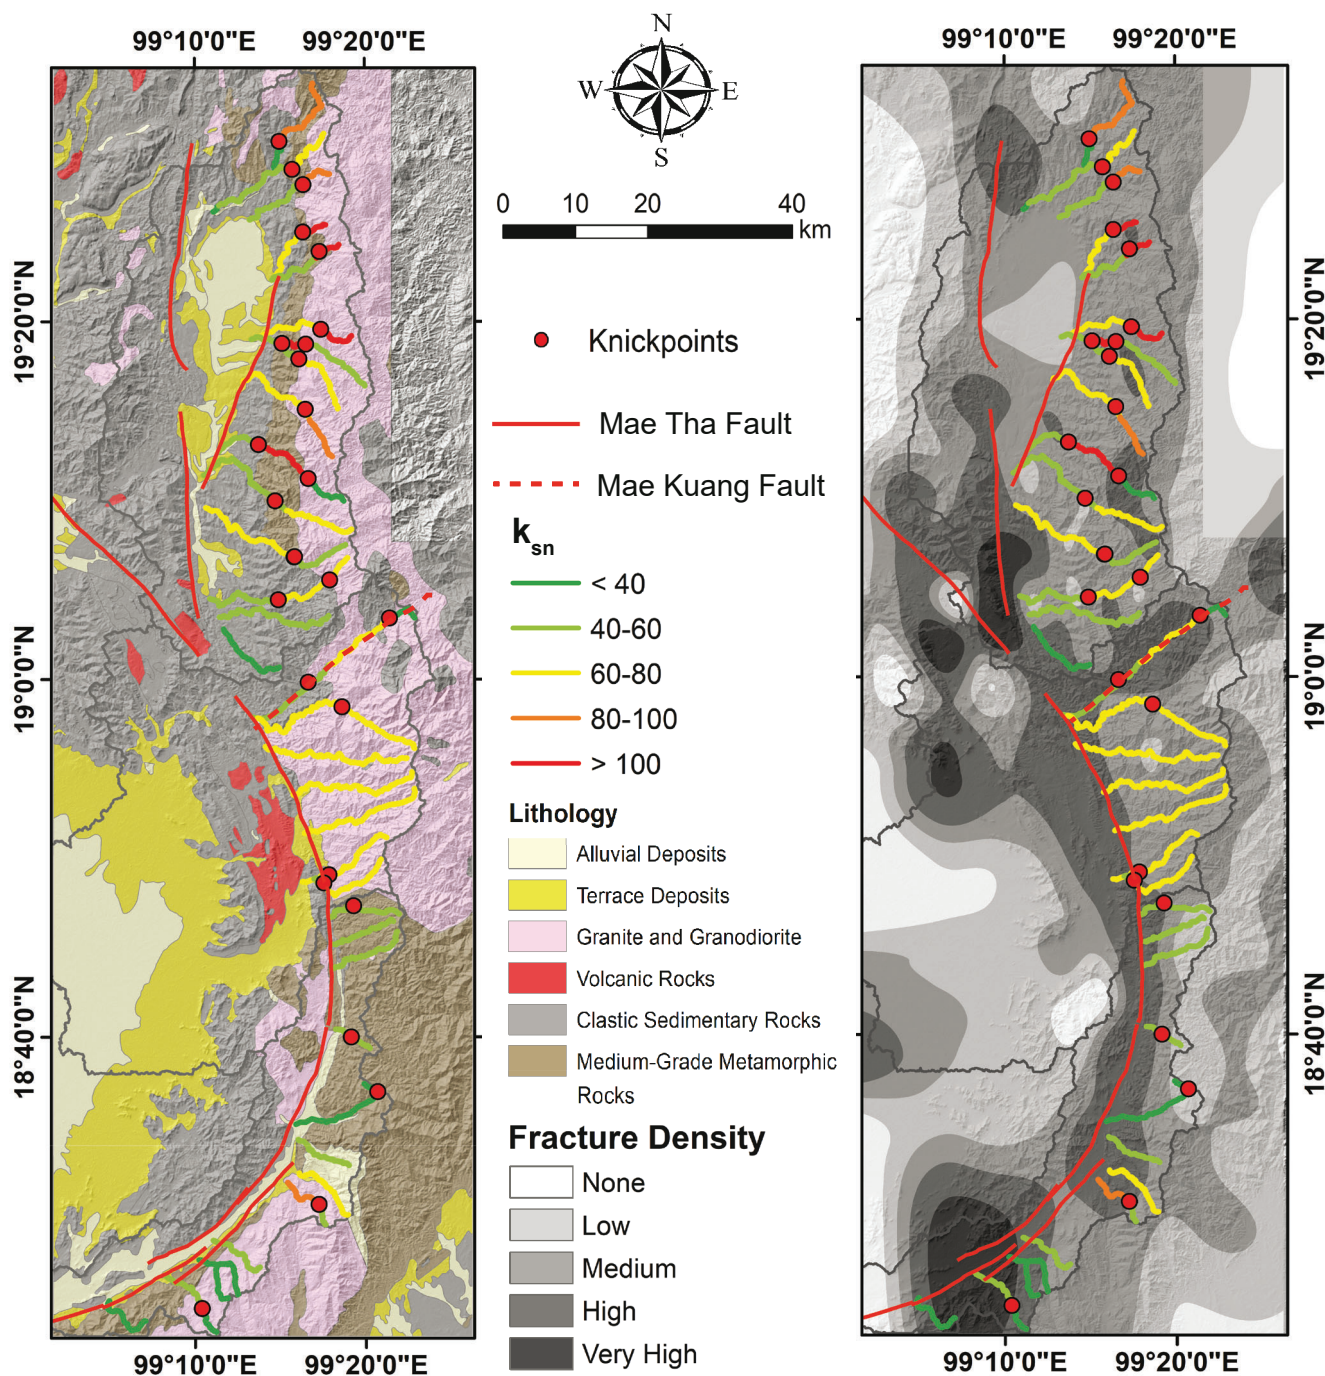 99°10'0"E 99°20'0"E
N
W E
S
99°10'0"E 99°20'0"E
0 10 20 40
km
19°20'0"N
19°0'0"N
18°40'0"N
Knickpoints
Mae Tha Fault
Mae Kuang Fault
ksn
< 40
40-60
60-80
80-100
> 100
Lithology
Alluvial Deposits
Terrace Deposits
Granite and Granodiorite
Volcanic Rocks
Clastic Sedimentary Rocks
Medium-Grade Metamorphic
Rocks
Fracture Density
None
Low
Medium
High
Very High
19°20'0"N
19°0'0"N
18°40'0"N
99°10'0"E 99°20'0"E
99°10'0"E 99°20'0"E